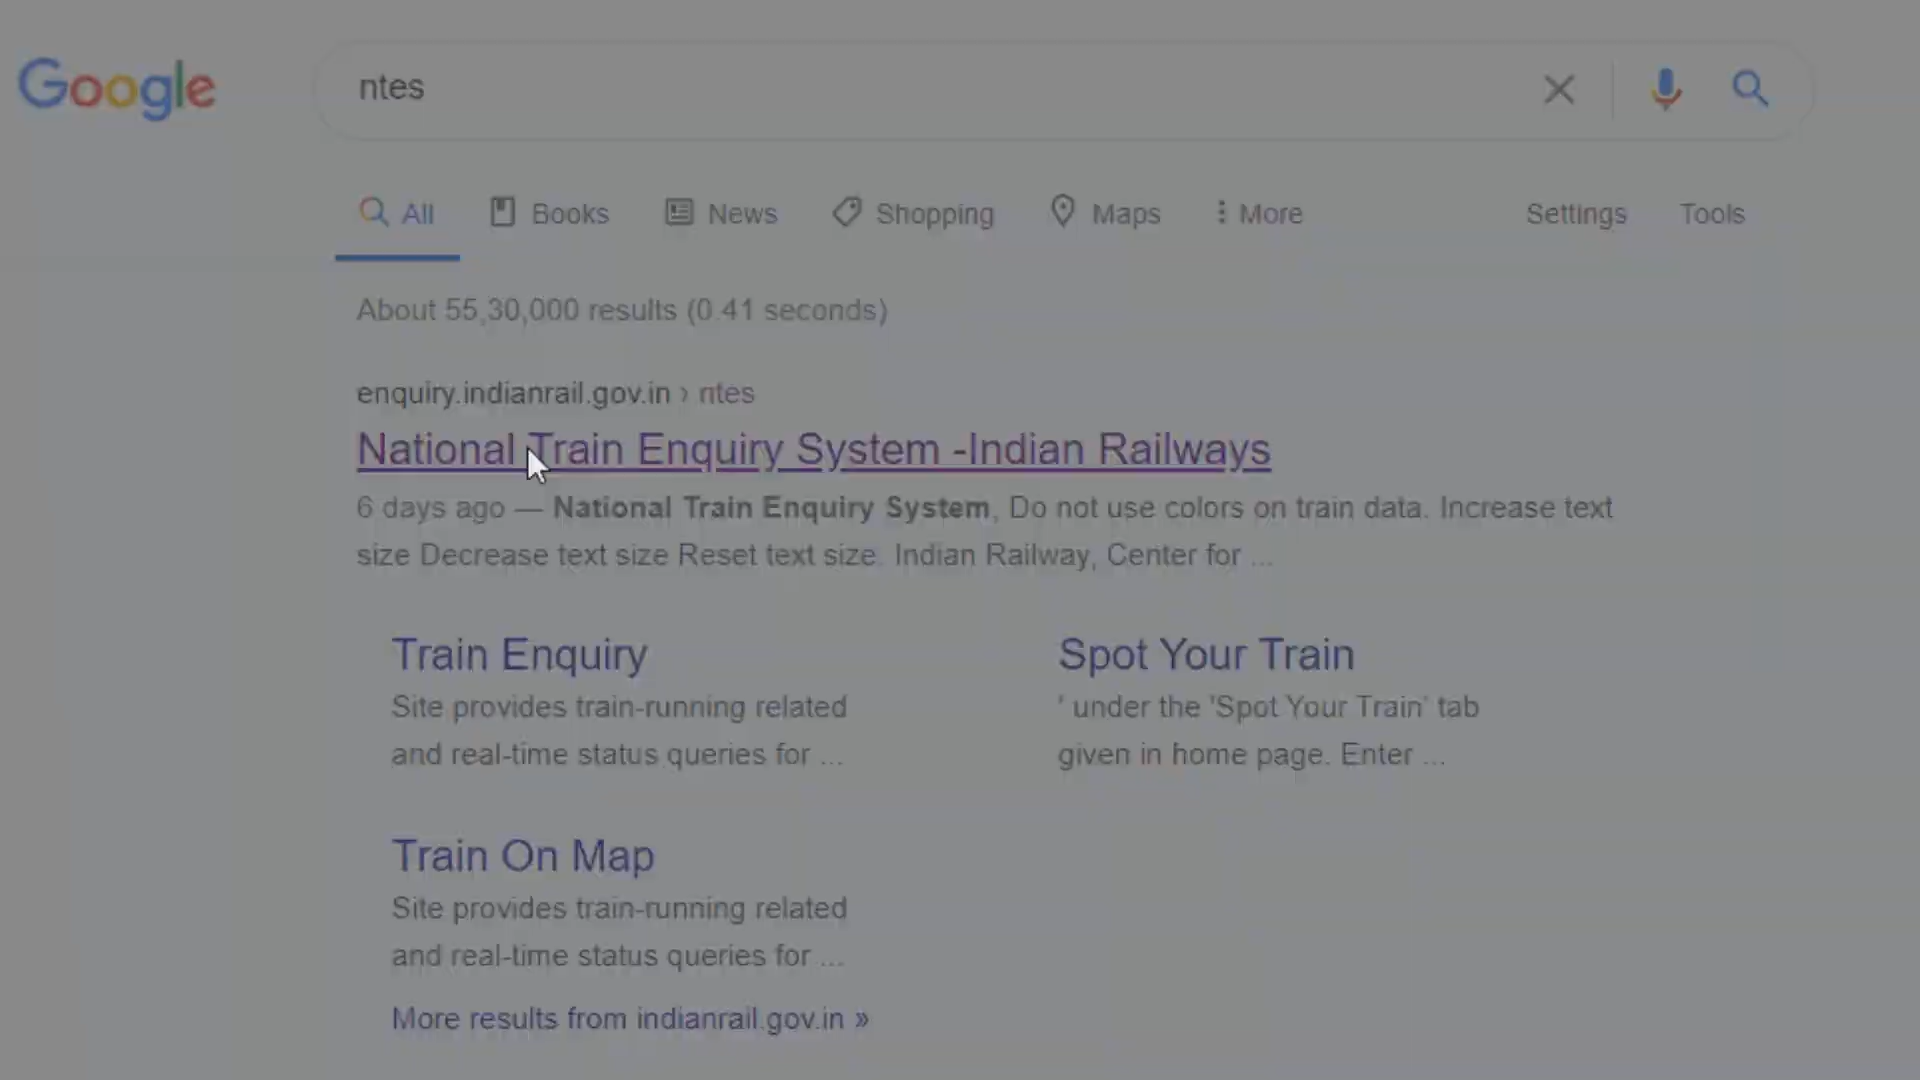 Google
ntes
All Books News Shopping Maps More Settings Tools
About 55,30,000 results (0.41 seconds)
enquiry.indianrail.gov.in › ntes
National Train Enquiry System -Indian Railways
6 days ago — National Train Enquiry System, Do not use colors on train data. Increase text
size Decrease text size Reset text size. Indian Railway, Center for ...
Train Enquiry
Site provides train-running related
and real-time status queries for ...
Spot Your Train
' under the 'Spot Your Train' tab
given in home page. Enter ...
Train On Map
Site provides train-running related
and real-time status queries for ...
More results from indianrail.gov.in »